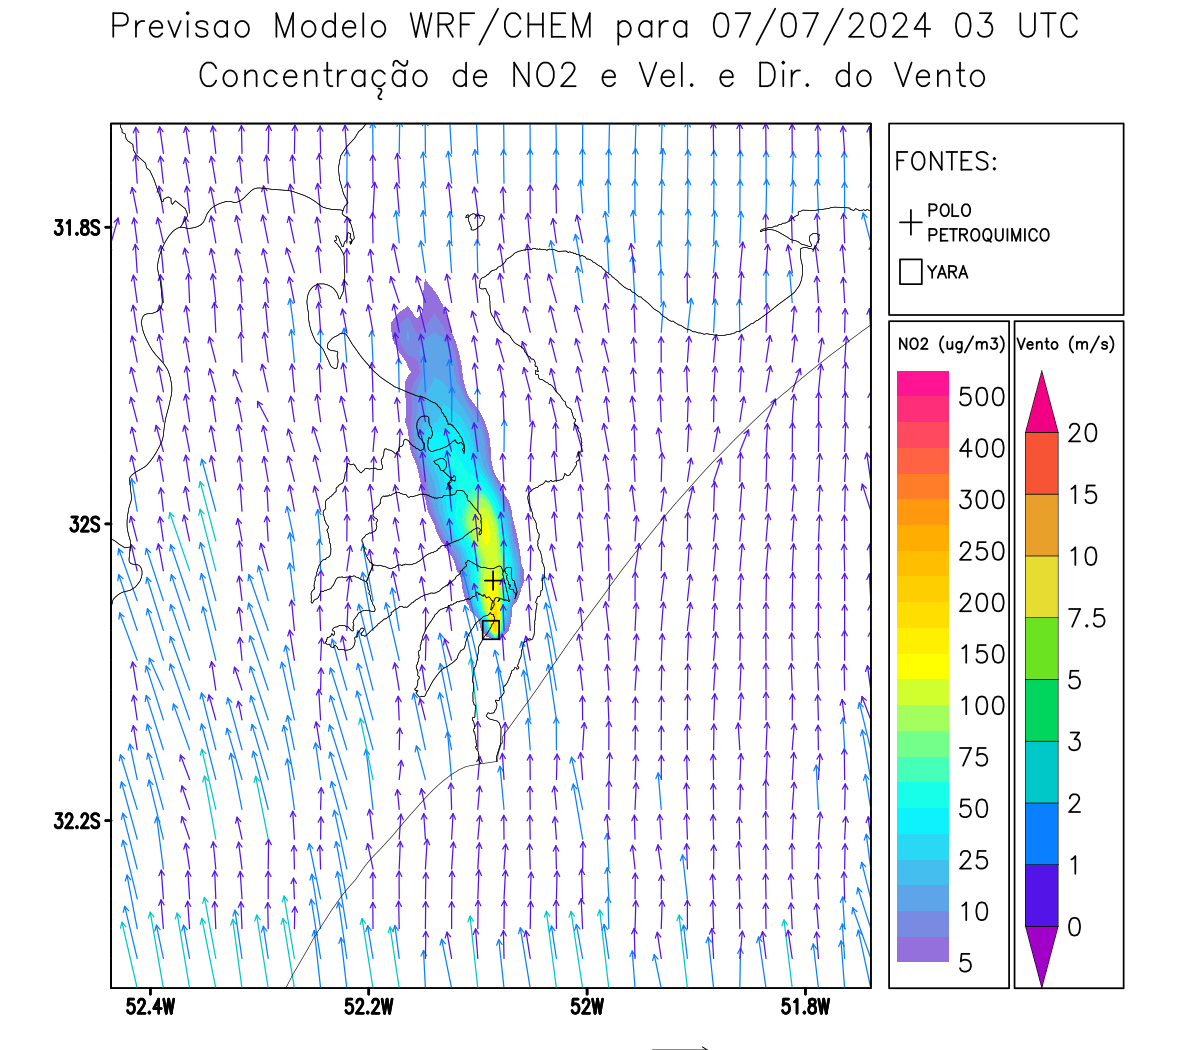 Previsao Modelo WRF/CHEM para 07/07/2024 03 UTC
Concentração de NO2 e Vel. e Dir. do Vento
FONTES:
POLO
PETROQUIMICO
YARA
NO2 (ug/m3)
500
400
300
250
200
150
100
75
50
25
10
5
Vento (m/s)
20
15
10
7.5
5
3
2
1
0
31.8S
32S
32.2S
52.4W
52.2W
52W
51.8W